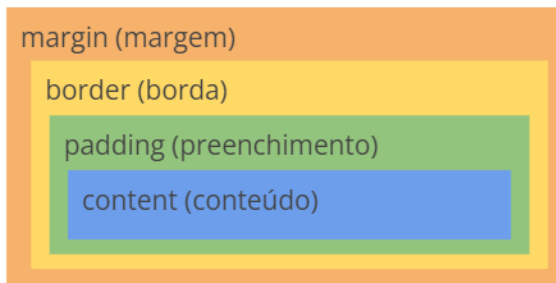 margin (margem)
border (borda)
padding (preenchimento)
content (conteúdo)